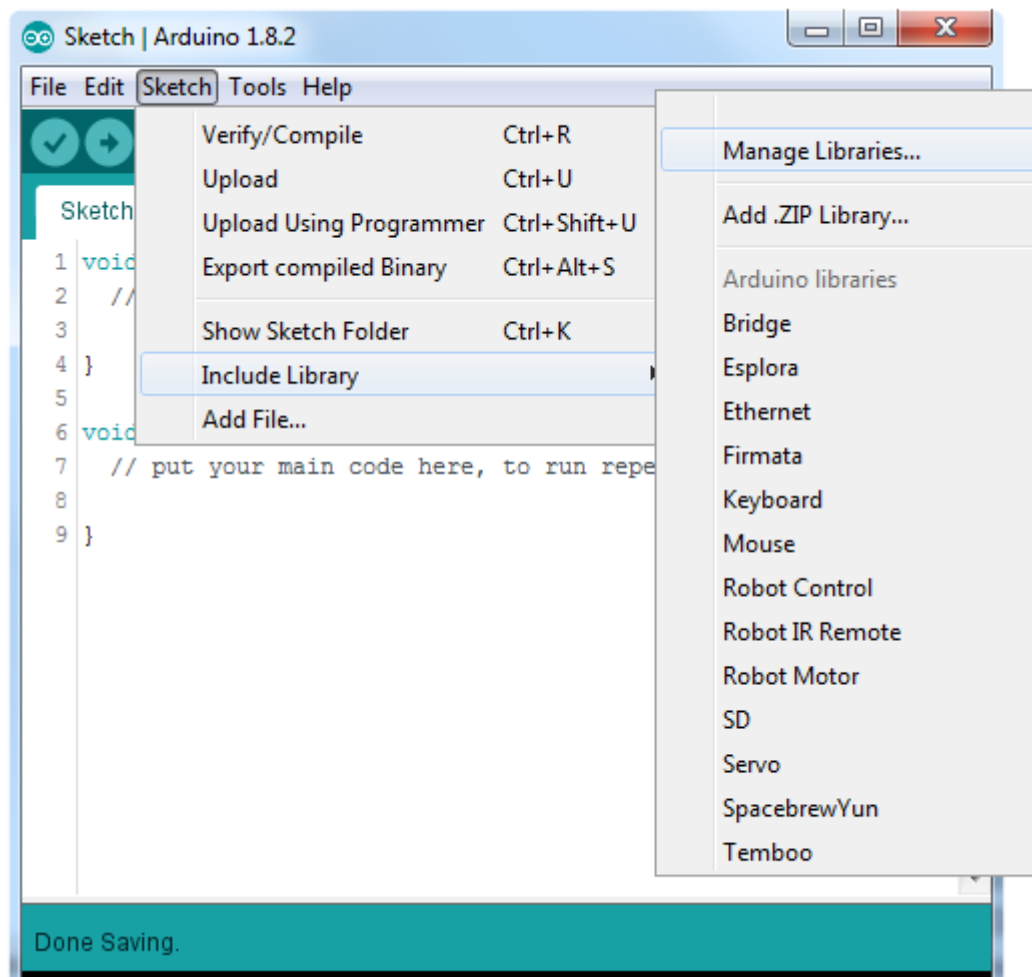 Sketch | Arduino 1.8.2
File Edit Sketch Tools Help
Verify/Compile Ctrl+R
Upload Ctrl+U
Upload Using Programmer Ctrl+Shift+U
Export compiled Binary Ctrl+Alt+S
Show Sketch Folder Ctrl+K
Include Library
Add File...
Manage Libraries...
Add .ZIP Library...
Arduino libraries
Bridge
Esplora
Ethernet
Firmata
Keyboard
Mouse
Robot Control
Robot IR Remote
Robot Motor
SD
Servo
SpacebrewYun
Temboo
Sketch
1 void
2 //
3
4 }
5
6 void
7 // put your main code here, to run repe
8
9 }
Done Saving.